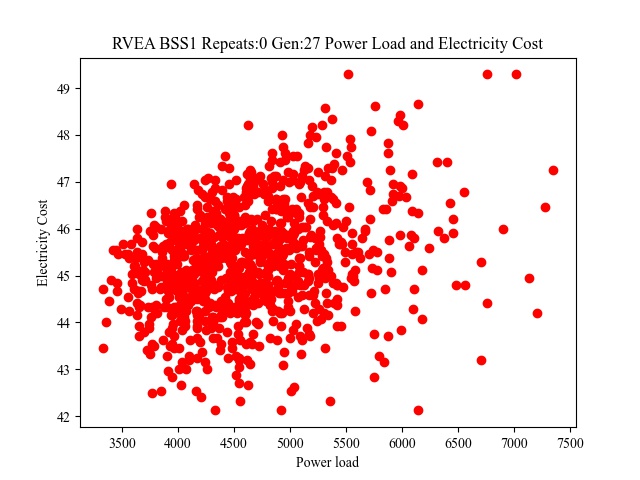 RVEA BSS1 Repeats:0 Gen:27 Power Load and Electricity Cost
49
48
47
46
45
44
43
42
Electricity Cost
3500 4000 4500 5000 5500 6000 6500 7000 7500
Power load